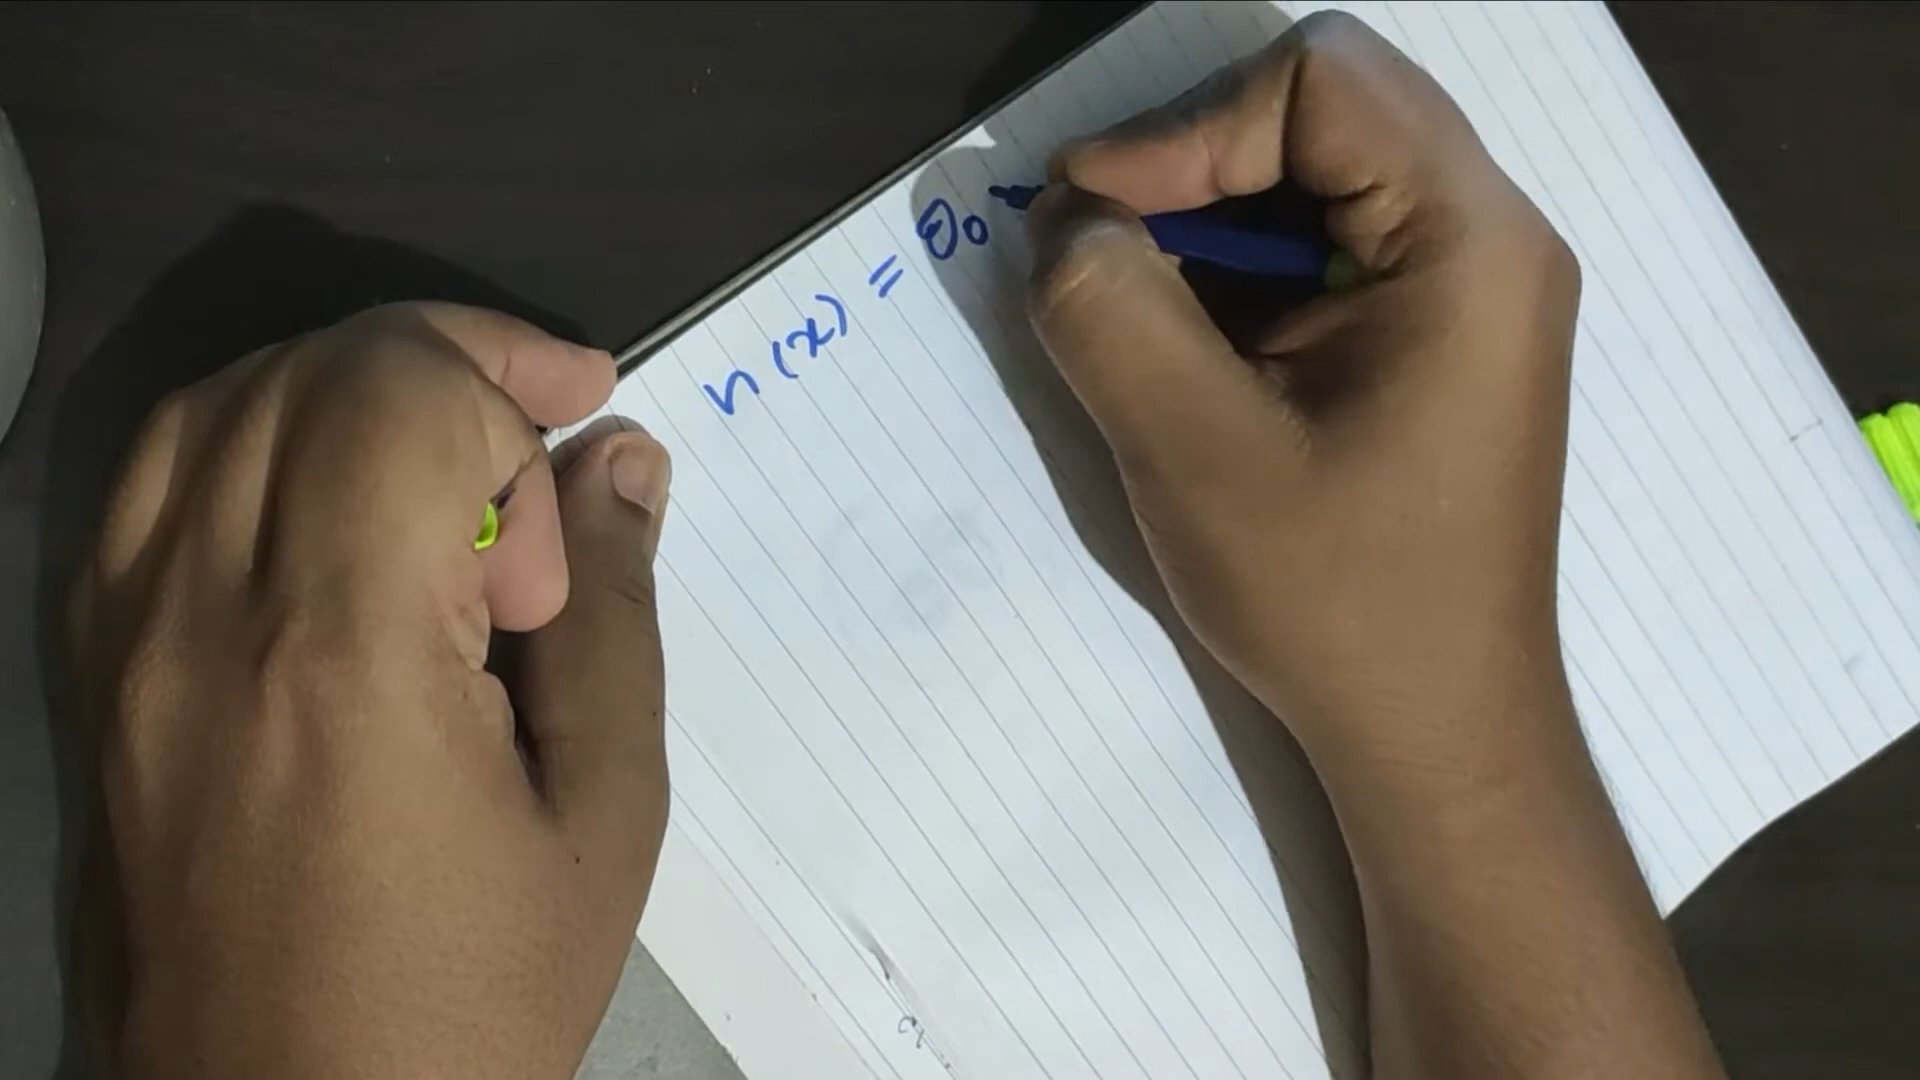 h(x) = θ₀